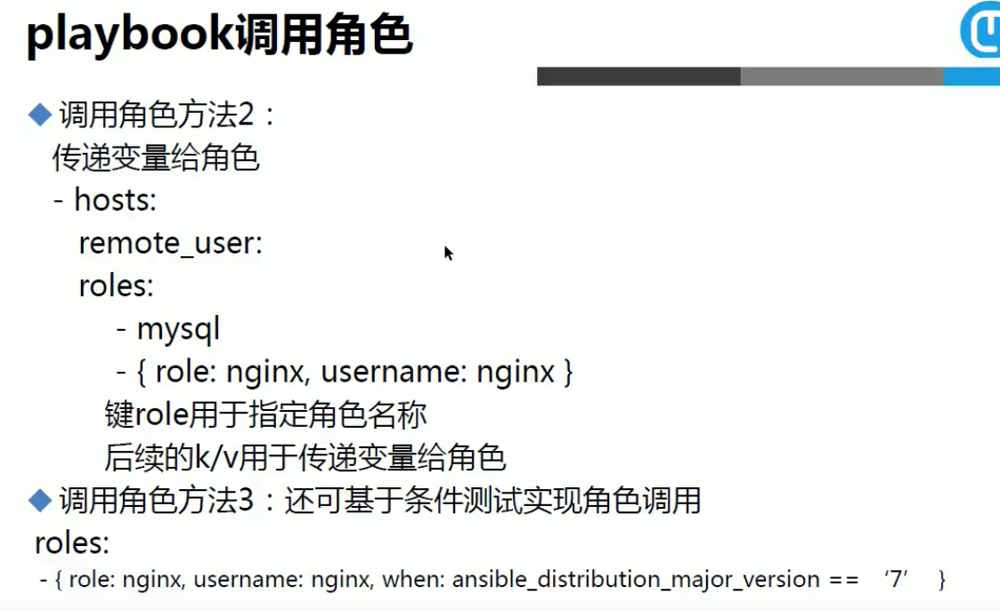 playbook调用角色
调用角色方法2：
传递变量给角色
- hosts:
remote_user:
roles:
- mysql
- { role: nginx, username: nginx }
键role用于指定角色名称
后续的k/v用于传递变量给角色
调用角色方法3：还可基于条件测试实现角色调用
roles:
- { role: nginx, username: nginx, when: ansible_distribution_major_version == ‘7’ }